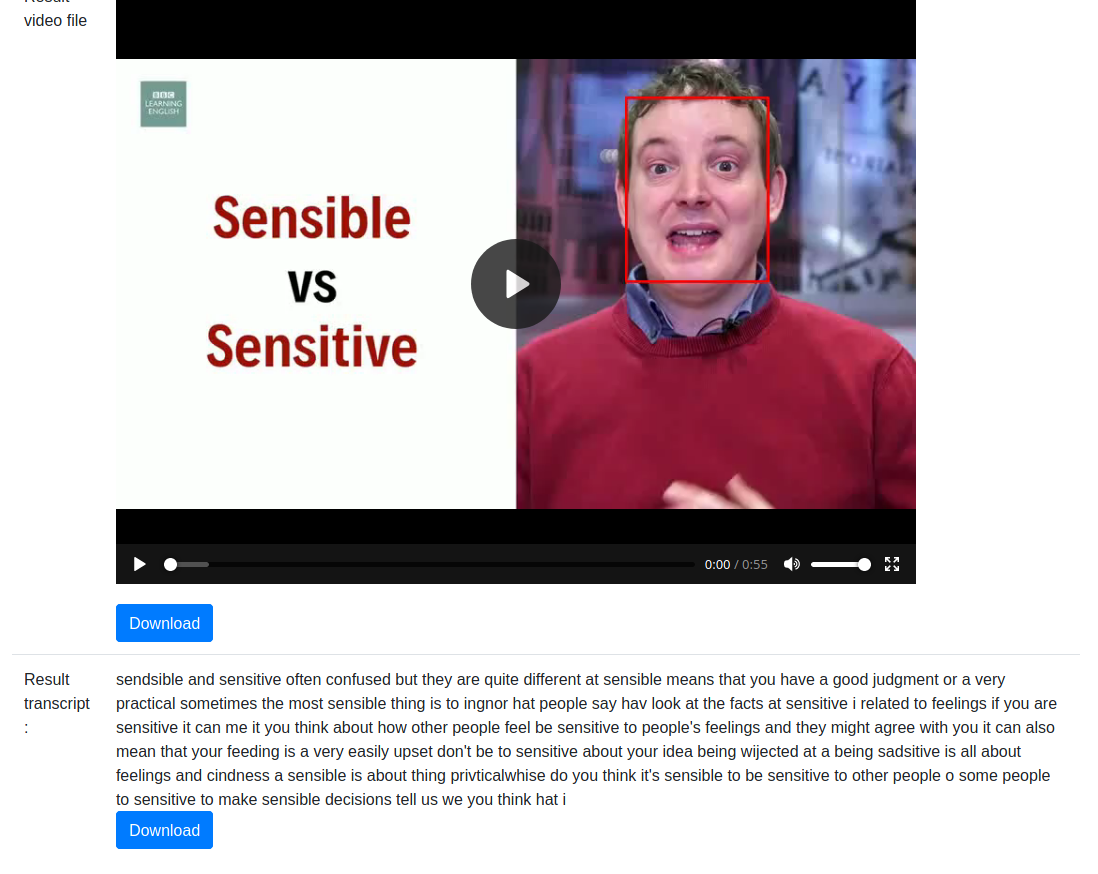 video file
BBC
LEARNING
ENGLISH
Sensible
vs
Sensitive
0:00 / 0:55
Download
Result
transcript
:
sendsible and sensitive often confused but they are quite different at sensible means that you have a good judgment or a very
practical sometimes the most sensible thing is to ingnor hat people say hav look at the facts at sensitive i related to feelings if you are
sensitive it can me it you think about how other people feel be sensitive to people's feelings and they might agree with you it can also
mean that your feeding is a very easily upset don't be to sensitive about your idea being wijected at a being sadsitive is all about
feelings and cindness a sensible is about thing privticalwhise do you think it's sensible to be sensitive to other people o some people
to sensitive to make sensible decisions tell us we you think hat i
Download